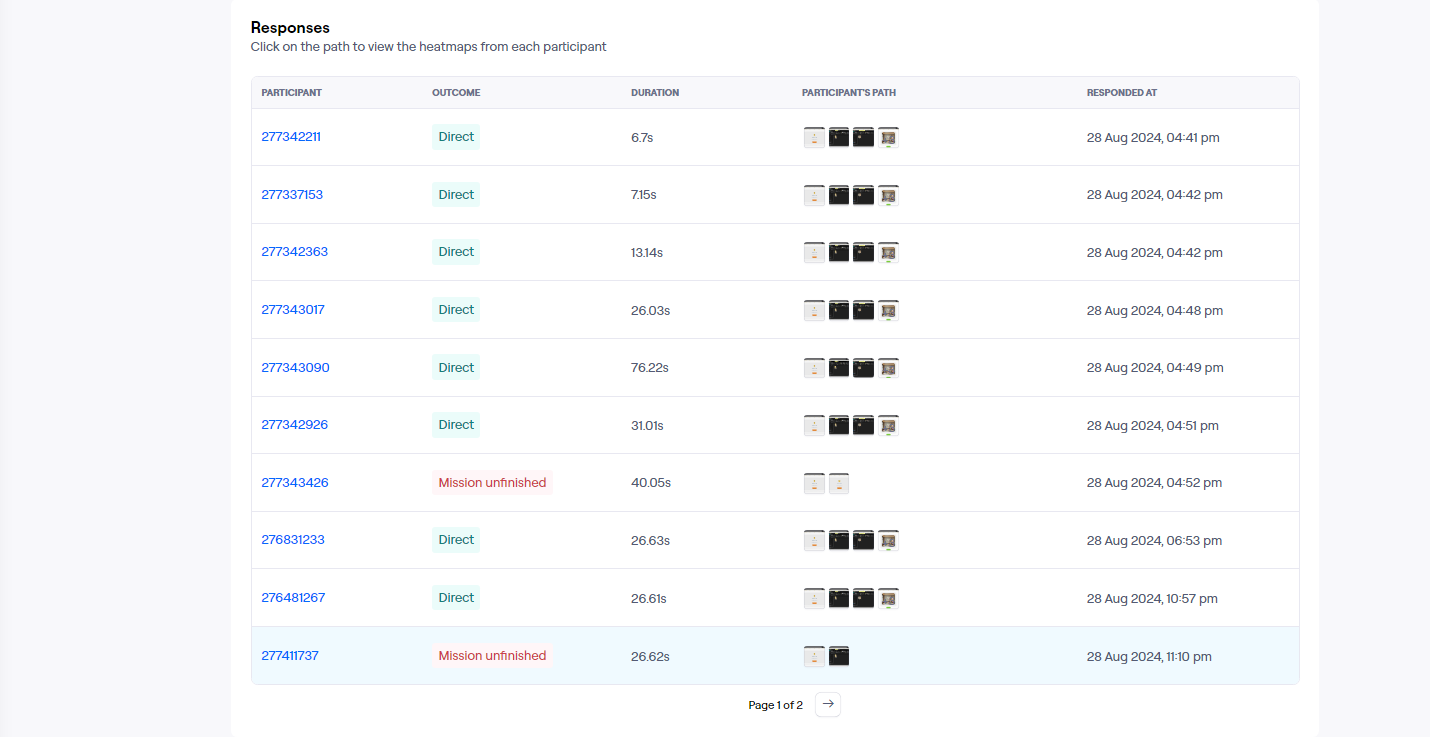 Responses
Click on the path to view the heatmaps from each participant
PARTICIPANT OUTCOME DURATION PARTICIPANT'S PATH RESPONDED AT
277342211 Direct 6.7s 28 Aug 2024, 04:41 pm
277337153 Direct 7.15s 28 Aug 2024, 04:42 pm
277342363 Direct 13.14s 28 Aug 2024, 04:42 pm
277343017 Direct 26.03s 28 Aug 2024, 04:48 pm
277343090 Direct 76.22s 28 Aug 2024, 04:49 pm
277342926 Direct 31.01s 28 Aug 2024, 04:51 pm
277343426 Mission unfinished 40.05s 28 Aug 2024, 04:52 pm
276831233 Direct 26.63s 28 Aug 2024, 06:53 pm
276481267 Direct 26.61s 28 Aug 2024, 10:57 pm
277411737 Mission unfinished 26.62s 28 Aug 2024, 11:10 pm
Page 1 of 2